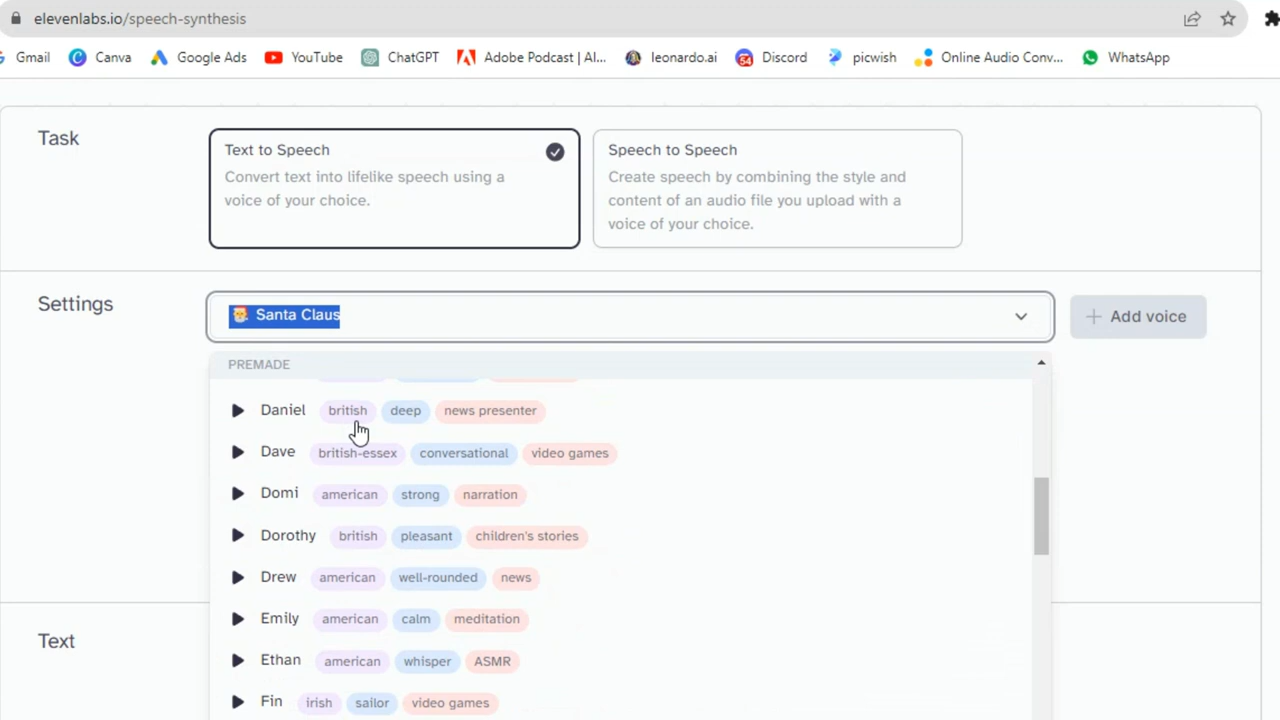 elevenlabs.io/speech-synthesis
Gmail Canva Google Ads YouTube ChatGPT Adobe Podcast | Al... leonardo.ai 54 Discord picwish Online Audio Conv... WhatsApp
Task
Text to Speech
Convert text into lifelike speech using a
voice of your choice.
Speech to Speech
Create speech by combining the style and
content of an audio file you upload with a
voice of your choice.
Settings
Santa Claus
+ Add voice
PREMADE
Daniel british deep news presenter
Dave british-essex conversational video games
Domi american strong narration
Dorothy british pleasant children's stories
Drew american well-rounded news
Emily american calm meditation
Ethan american whisper ASMR
Fin irish sailor video games
Text